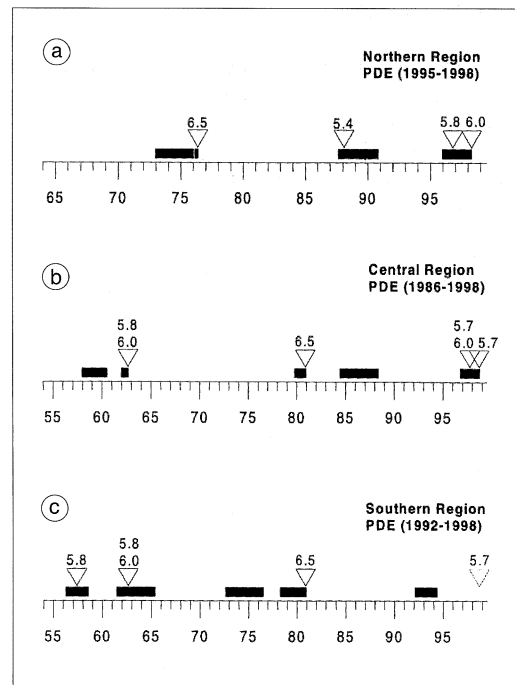 a
Northern Region
PDE (1995-1998)
6.5 5.4 5.8 6.0
65 70 75 80 85 90 95
b
Central Region
PDE (1986-1998)
5.8 5.7
6.0 6.5 6.0 5.7
55 60 65 70 75 80 85 90 95
c
Southern Region
PDE (1992-1998)
5.8
5.8 6.0 6.5 5.7
55 60 65 70 75 80 85 90 95